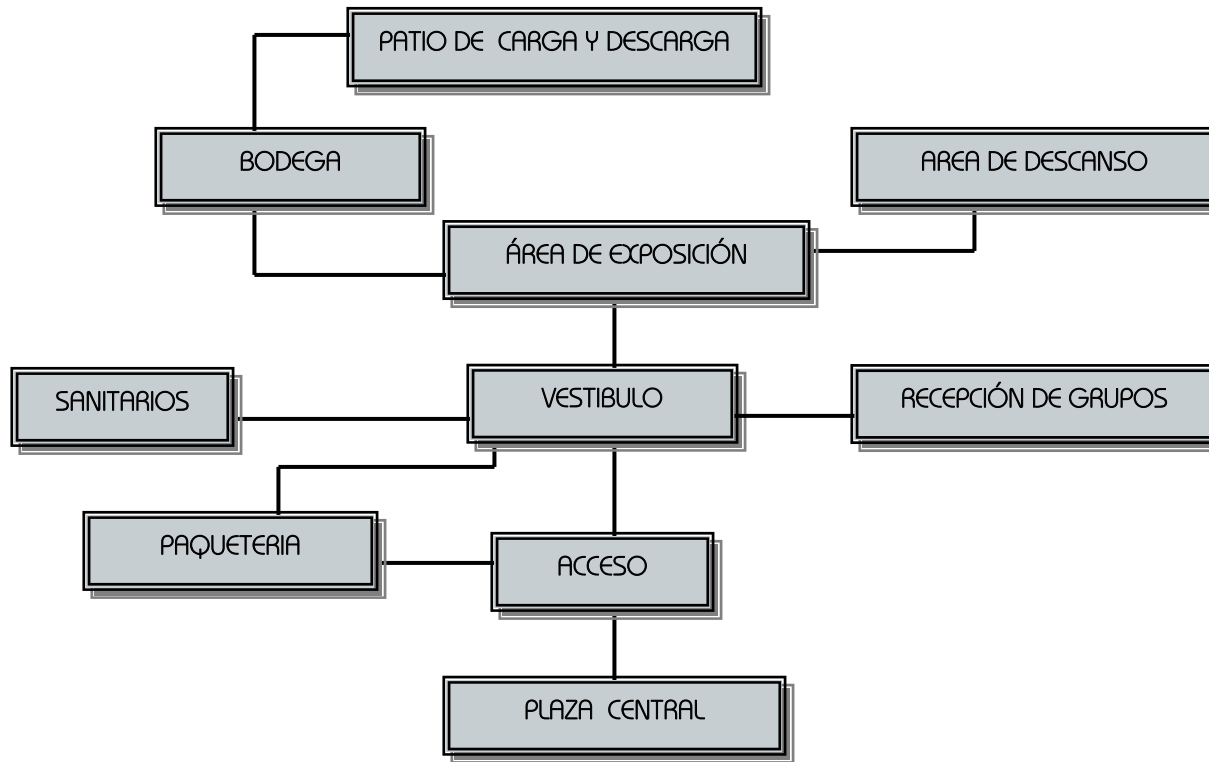 PATIO DE CARGA Y DESCARGA
BODEGA
AREA DE DESCANSO
ÁREA DE EXPOSICIÓN
SANITARIOS
VESTIBULO
RECEPCIÓN DE GRUPOS
PAQUETERIA
ACCESO
PLAZA CENTRAL